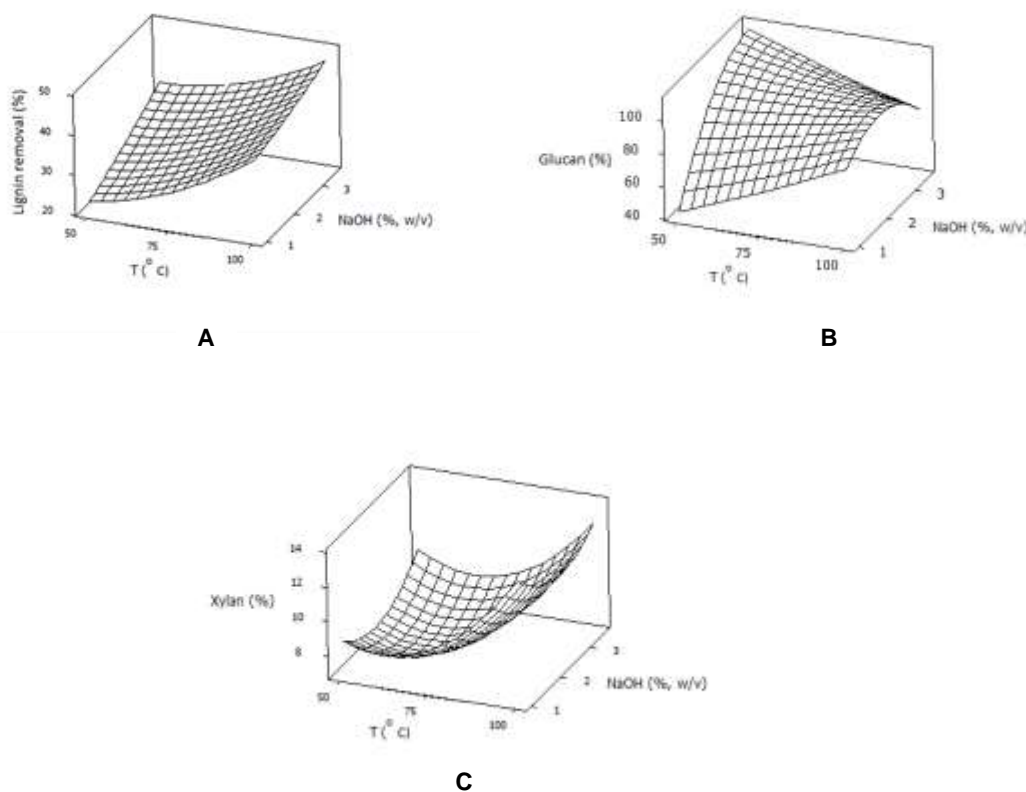 50
40
30
20
Lignin removal (%)
50
75
100
T (° c)
1
2
3
NaOH (%, w/v)
A
100
80
60
40
Glucan (%)
50
75
100
T (° c)
1
2
3
NaOH (%, w/v)
B
14
12
10
8
Xylan (%)
50
75
100
T (° c)
1
2
3
NaOH (%, w/v)
C